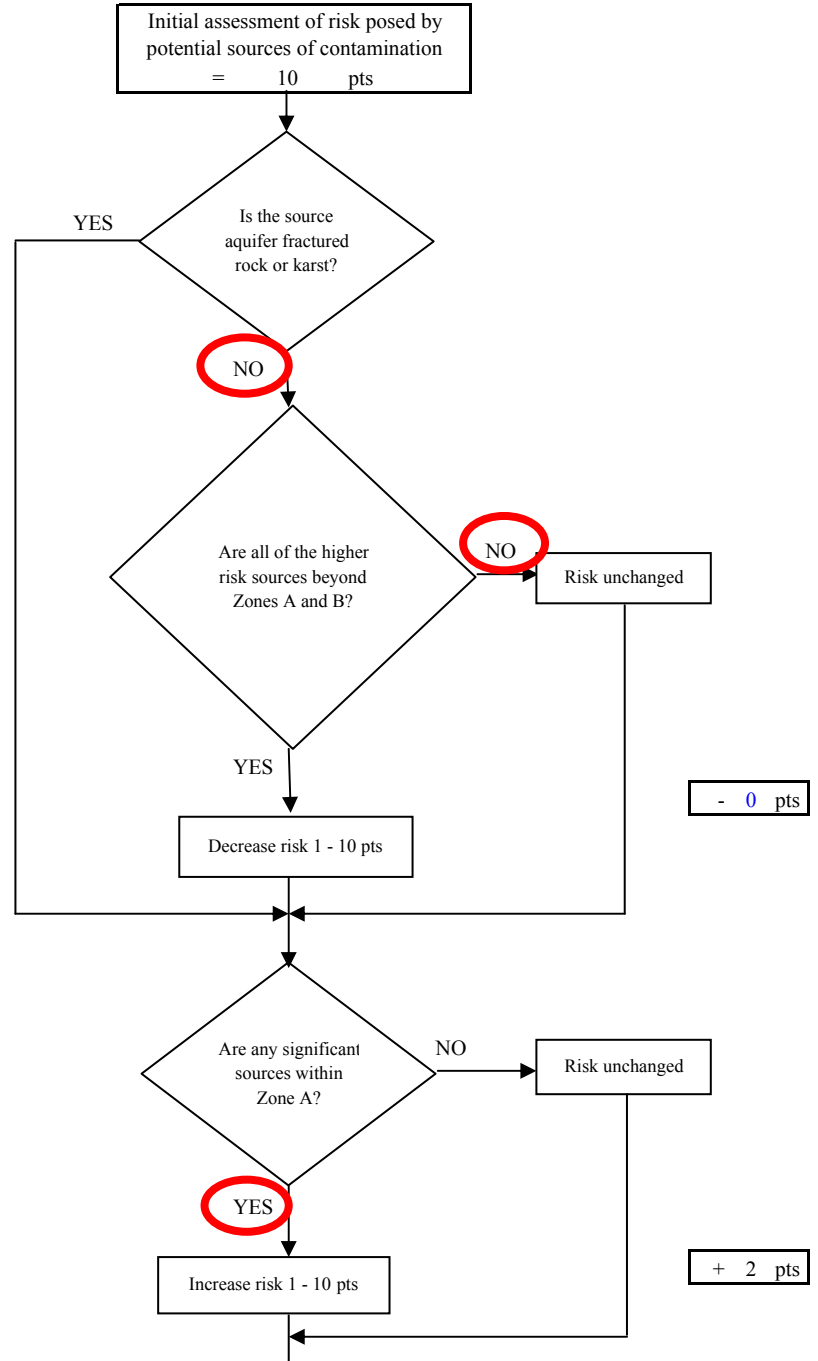 Initial assessment of risk posed by
potential sources of contamination
= 10 pts
YES
Is the source
aquifer fractured
rock or karst?
NO
Are all of the higher
risk sources beyond
Zones A and B?
NO
Risk unchanged
YES
- 0 pts
Decrease risk 1 - 10 pts
Are any significant
sources within
Zone A?
NO
Risk unchanged
YES
+ 2 pts
Increase risk 1 - 10 pts